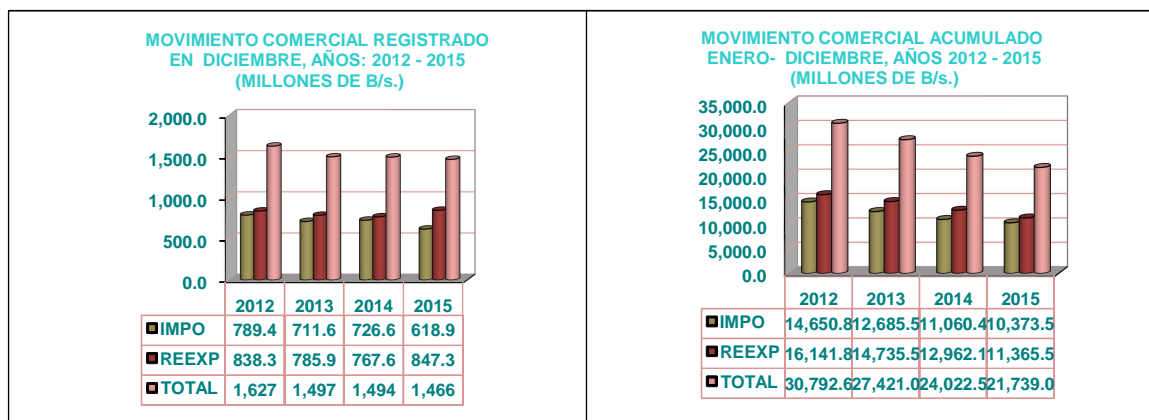 MOVIMIENTO COMERCIAL REGISTRADO
EN DICIEMBRE, AÑOS: 2012 - 2015
(MILLONES DE B/s.)
2,000.0
1,500.0
1,000.0
500.0
0.0
2012 2013 2014 2015
IMPO 789.4 711.6 726.6 618.9
REEXP 838.3 785.9 767.6 847.3
TOTAL 1,627 1,497 1,494 1,466
MOVIMIENTO COMERCIAL ACUMULADO
ENERO- DICIEMBRE, AÑOS 2012 - 2015
(MILLONES DE B/s.)
35,000.0
30,000.0
25,000.0
20,000.0
15,000.0
10,000.0
5,000.0
0.0
2012 2013 2014 2015
IMPO 14,650.8 12,685.5 11,060.4 10,373.5
REEXP 16,141.8 14,735.5 12,962.1 11,365.5
TOTAL 30,792.6 27,421.0 24,022.5 21,739.0